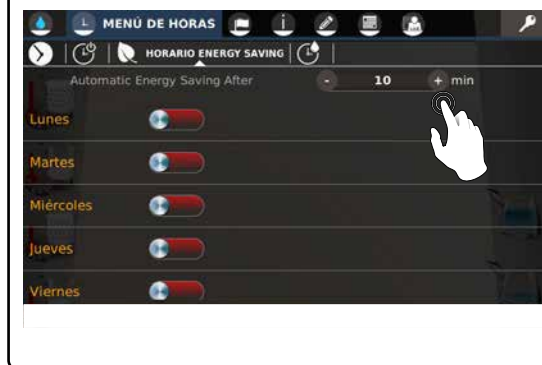 MENÚ DE HORAS
HORARIO ENERGY SAVING
Automatic Energy Saving After - 10 + min
Lunes
Martes
Miércoles
Jueves
Viernes